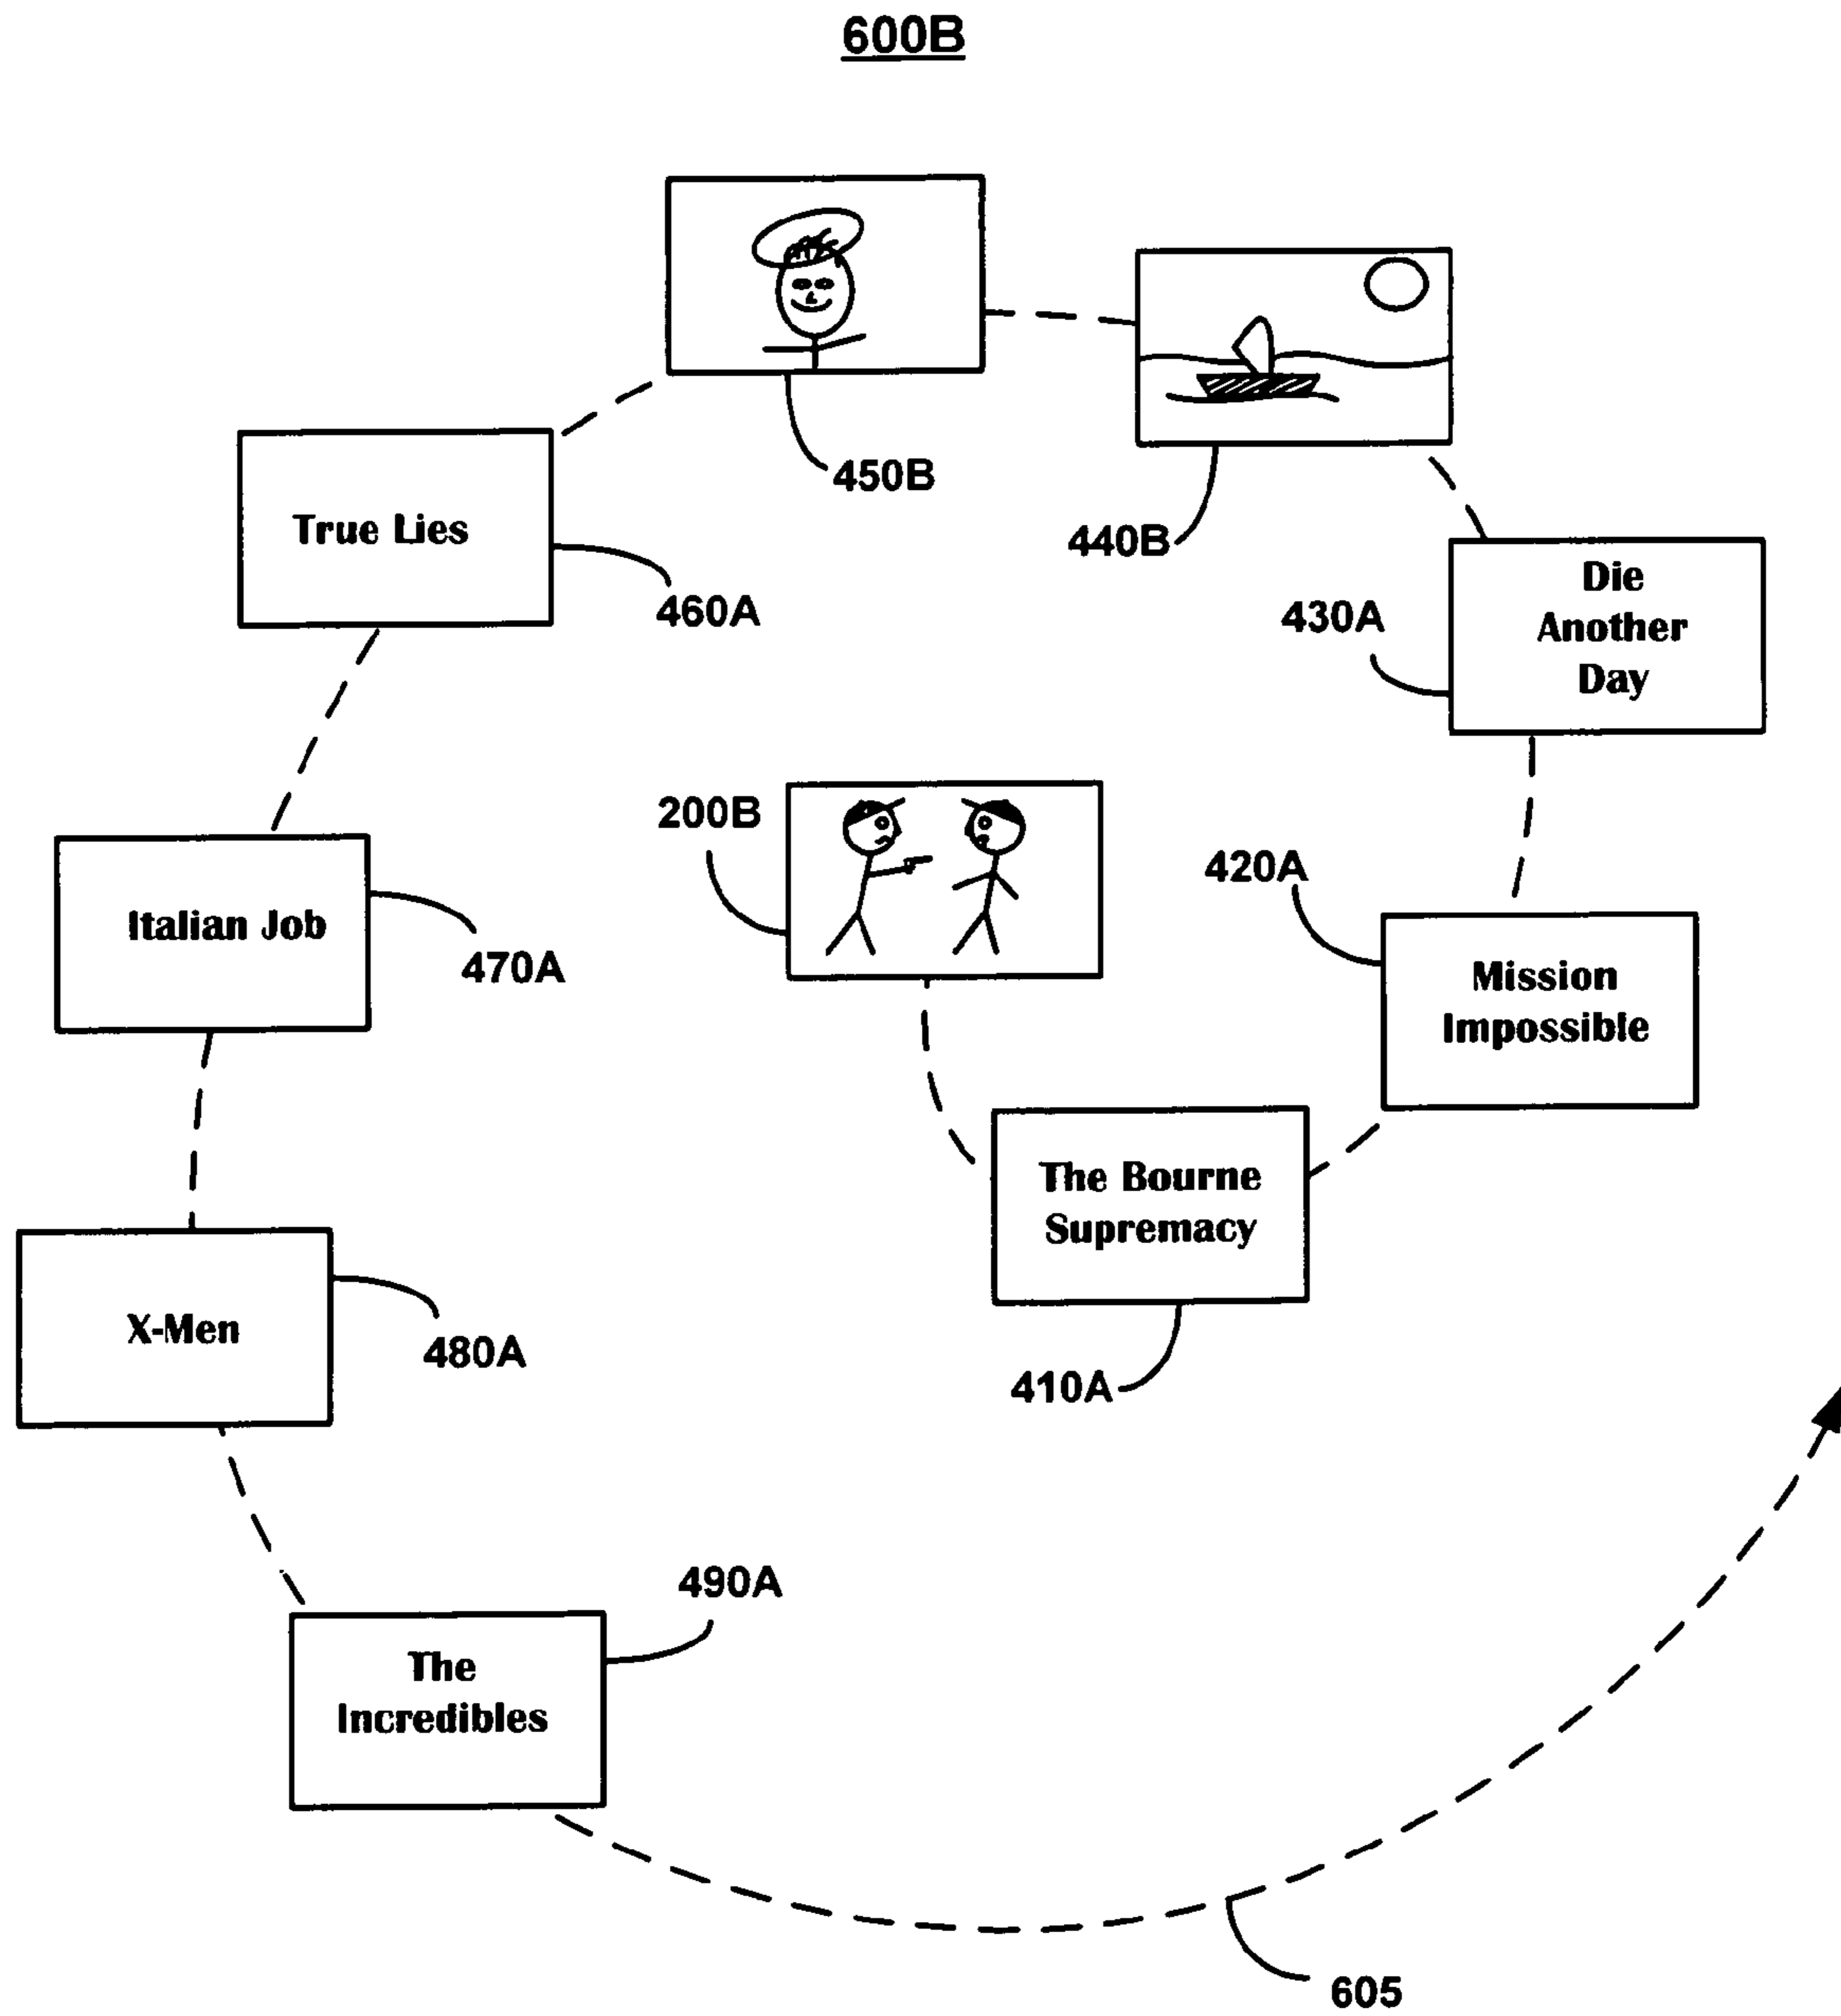 600B
450B
440B
True Lies
460A
Die
Another
Day
430A
200B
420A
Italian Job
470A
Mission
Impossible
The Bourne
Supremacy
X-Men
480A
410A
490A
The
Incredibles
605